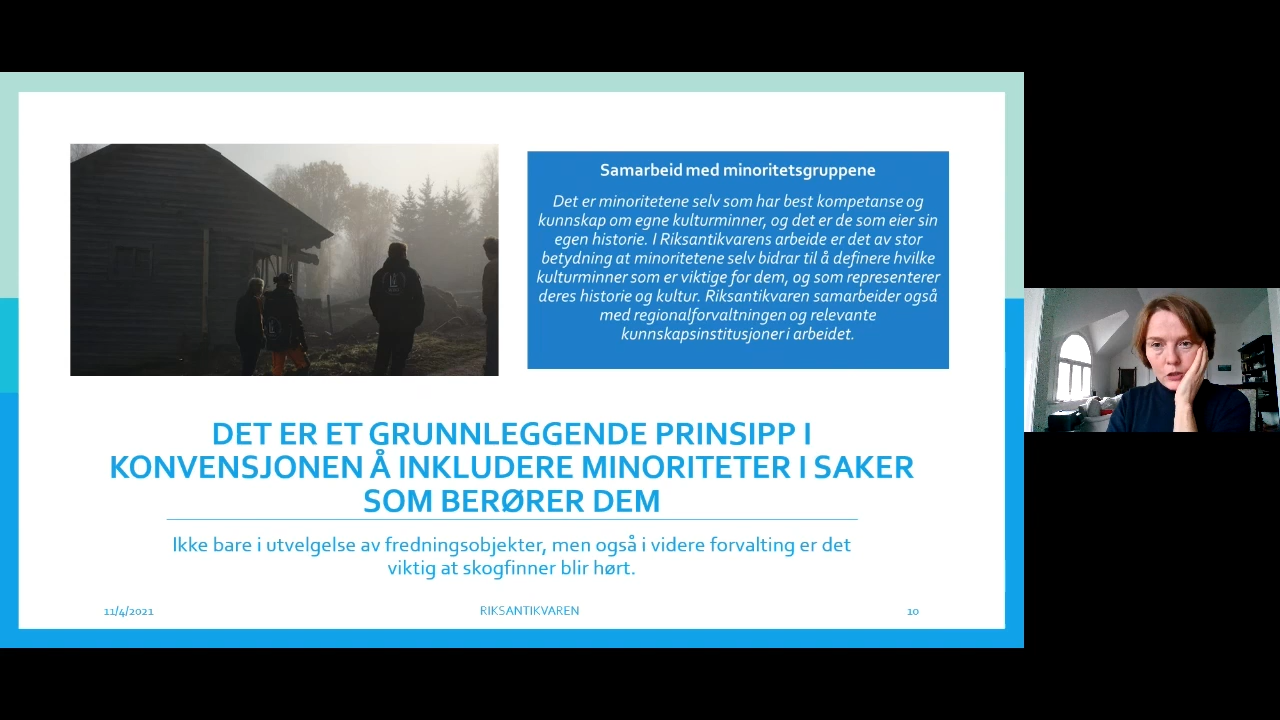 Samarbeid med minoritetsgruppene
Det er minoritetene selv som har best kompetanse og
kunnskap om egne kulturminner, og det er de som eier sin
egen historie. I Riksantikvarens arbeide er det av stor
betydning at minoritetene selv bidrar til å definere hvilke
kulturminner som er viktige for dem, og som representerer
deres historie og kultur. Riksantikvaren samarbeider også
med regionalforvaltningen og relevante
kunnskapsinstitusjoner i arbeidet.
DET ER ET GRUNNLEGGENDE PRINSIPP I
KONVENSJONEN Å INKLUDERE MINORITETER I SAKER
SOM BERØRER DEM
Ikke bare i utvelgelse av fredningsobjekter, men også i videre forvalting er det
viktig at skogfinner blir hørt.
11/4/2021
RIKSANTIKVAREN
10